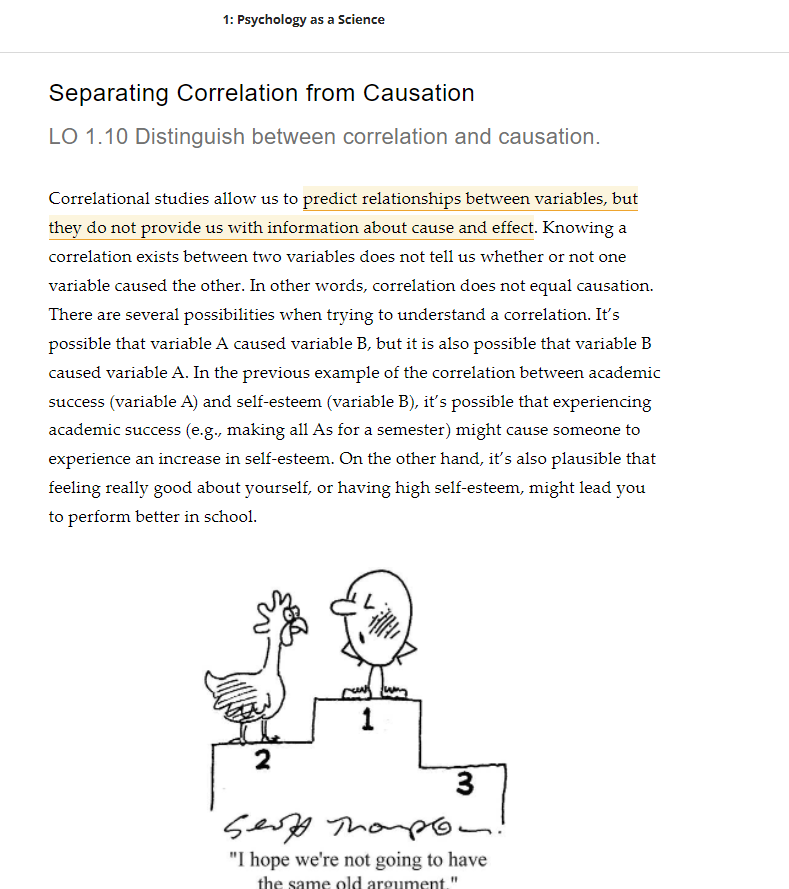 1: Psychology as a Science
Separating Correlation from Causation
LO 1.10 Distinguish between correlation and causation.
Correlational studies allow us to predict relationships between variables, but
they do not provide us with information about cause and effect. Knowing a
correlation exists between two variables does not tell us whether or not one
variable caused the other. In other words, correlation does not equal causation.
There are several possibilities when trying to understand a correlation. It’s
possible that variable A caused variable B, but it is also possible that variable B
caused variable A. In the previous example of the correlation between academic
success (variable A) and self-esteem (variable B), it’s possible that experiencing
academic success (e.g., making all As for a semester) might cause someone to
experience an increase in self-esteem. On the other hand, it’s also plausible that
feeling really good about yourself, or having high self-esteem, might lead you
to perform better in school.
1
2
3
"I hope we're not going to have
the same old argument."